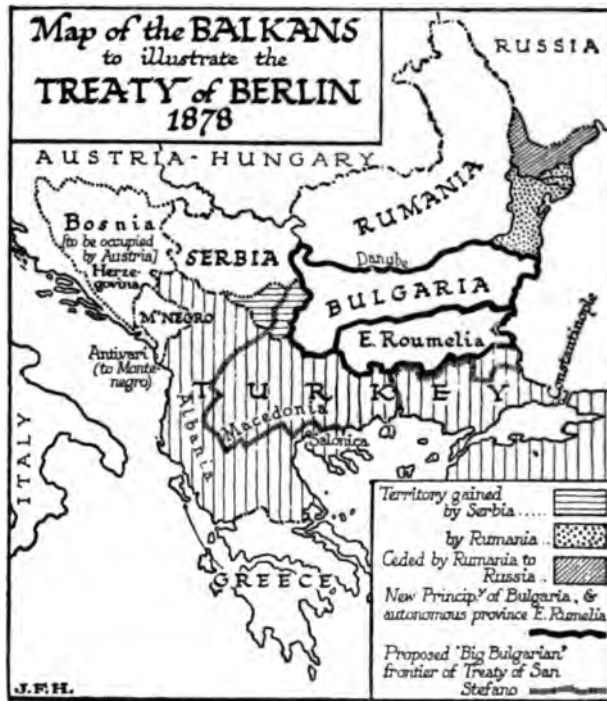 Map of the BALKANS
to illustrate the
TREATY of BERLIN
1878
RUSSIA
AUSTRIA-HUNGARY
RUMANIA
Bosnia
[to be occupied
by Austria]
Herze-
govina
SERBIA
Danube
BULGARIA
Mᵗ NEGRO
E. Roumelia
Antivari
(to Monte-
negro)
Constantinople
TURKEY
Albania
Macedonia
Salonica
ITALY
GREECE
Territory gained
by Serbia .....
by Rumania ..
Ceded by Rumania to
Russia ..
New Principʸ of Bulgaria, &
autonomous province E. Rumelia
Proposed "Big Bulgarian"
frontier of Treaty of San
Stefano
J.F.H.